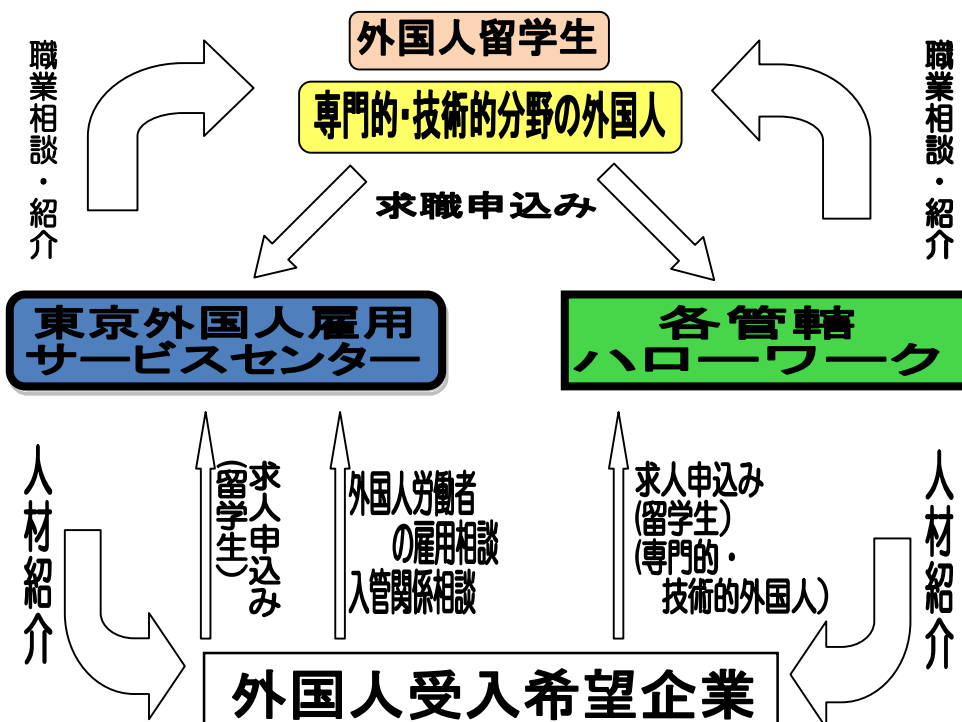 外国人留学生
専門的・技術的分野の外国人
職業相談・紹介
職業相談・紹介
求職申込み
東京外国人雇用
サービスセンター
各管轄
ハローワーク
人材紹介
求人申込み
(留学生)
外国人労働者
の雇用相談
入管関係相談
求人申込み
(留学生)
(専門的・
技術的外国人)
人材紹介
外国人受入希望企業